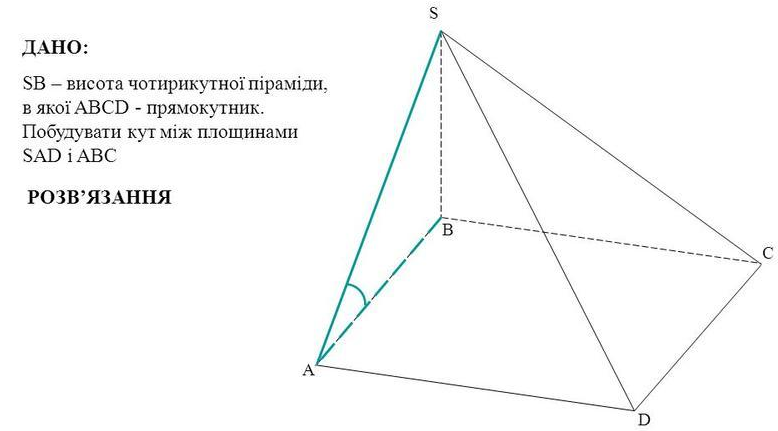 S
ДАНО:
SB – висота чотирикутної піраміди,
в якої ABCD - прямокутник.
Побудувати кут між площинами
SAD і ABC
РОЗВ’ЯЗАННЯ
B
C
A
D